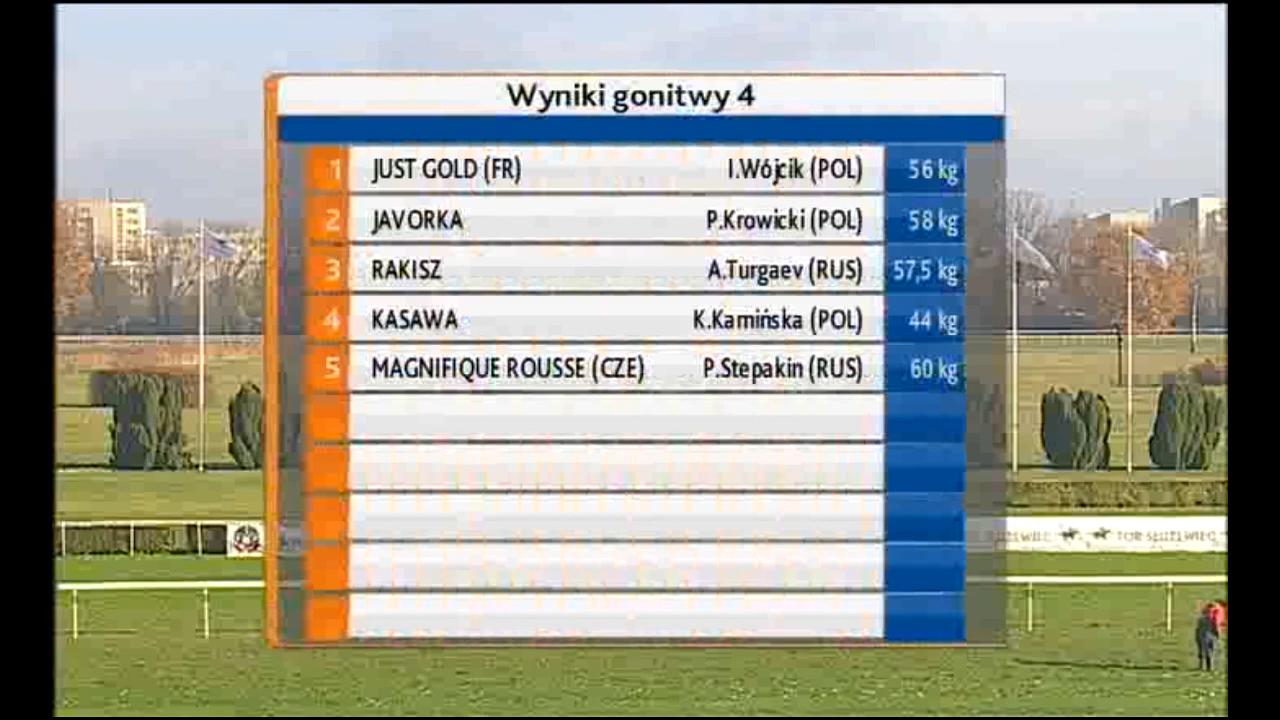 Wyniki gonitwy 4
1 JUST GOLD (FR) I.Wójcik (POL) 56 kg
2 JAVORKA P.Krowicki (POL) 58 kg
3 RAKISZ A.Turgaev (RUS) 57,5 kg
4 KASAWA K.Kamińska (POL) 44 kg
5 MAGNIFIQUE ROUSSE (CZE) P.Stepakin (RUS) 60 kg
TOR SŁUŻEWIEC